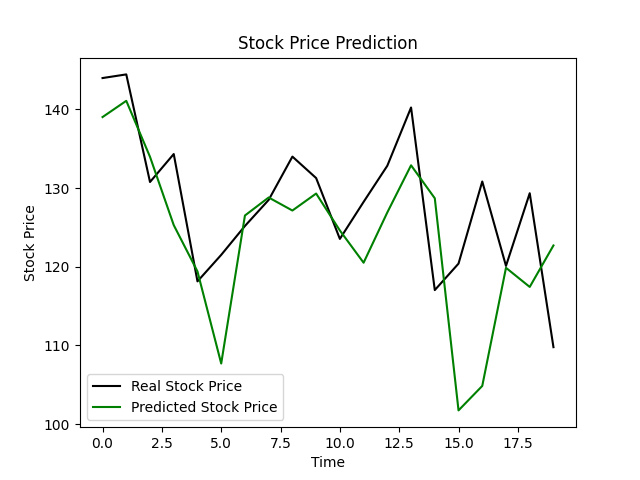 Stock Price Prediction
Stock Price
140
130
120
110
100
Real Stock Price
Predicted Stock Price
0.0 2.5 5.0 7.5 10.0 12.5 15.0 17.5
Time